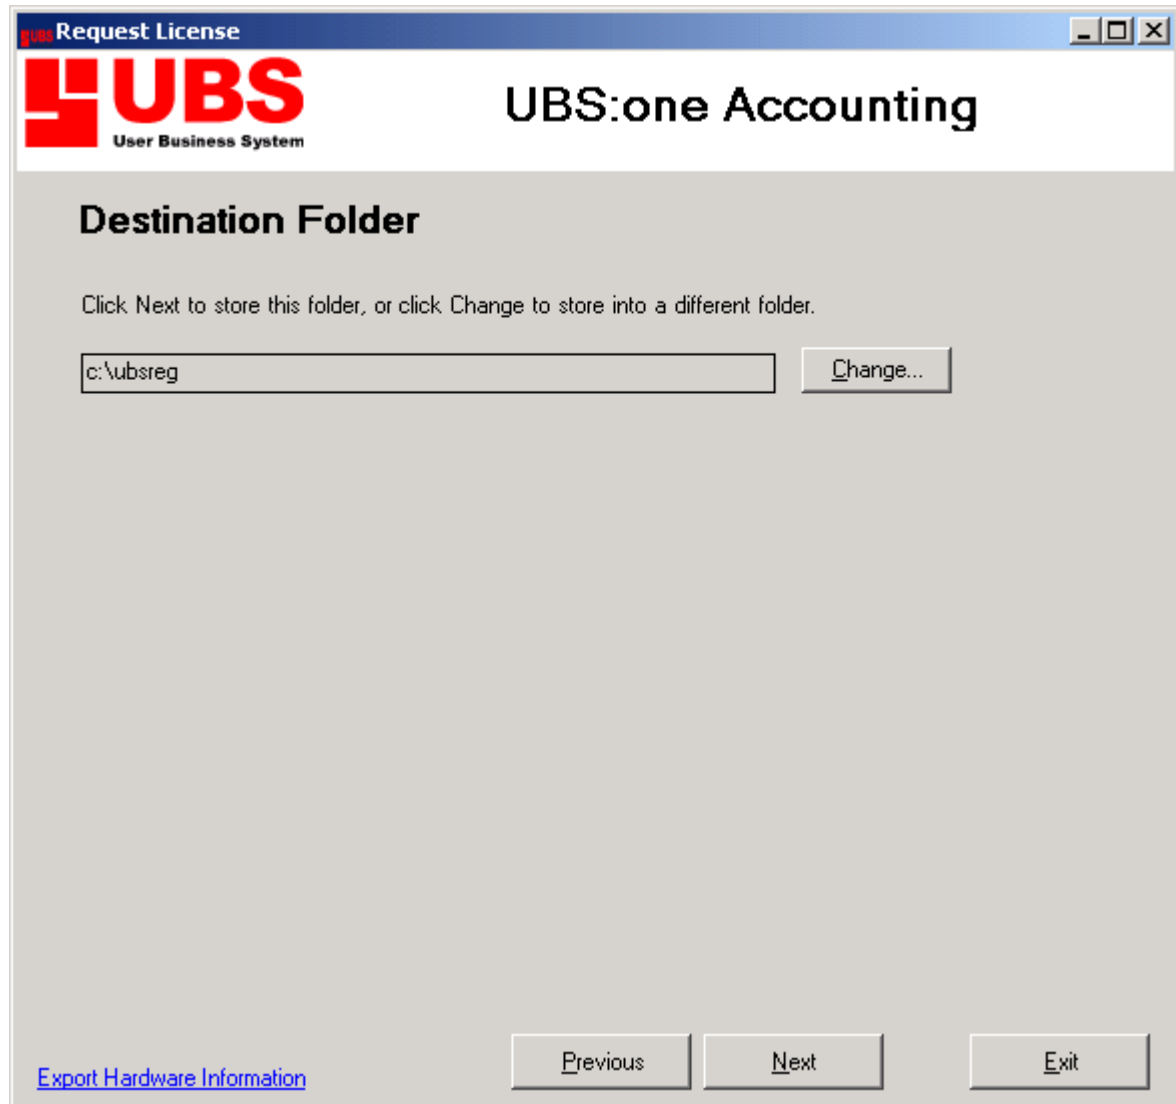 UBS Request License
UBS
User Business System
UBS:one Accounting
Destination Folder
Click Next to store this folder, or click Change to store into a different folder.
c:\ubsreg
Change...
Export Hardware Information
Previous
Next
Exit